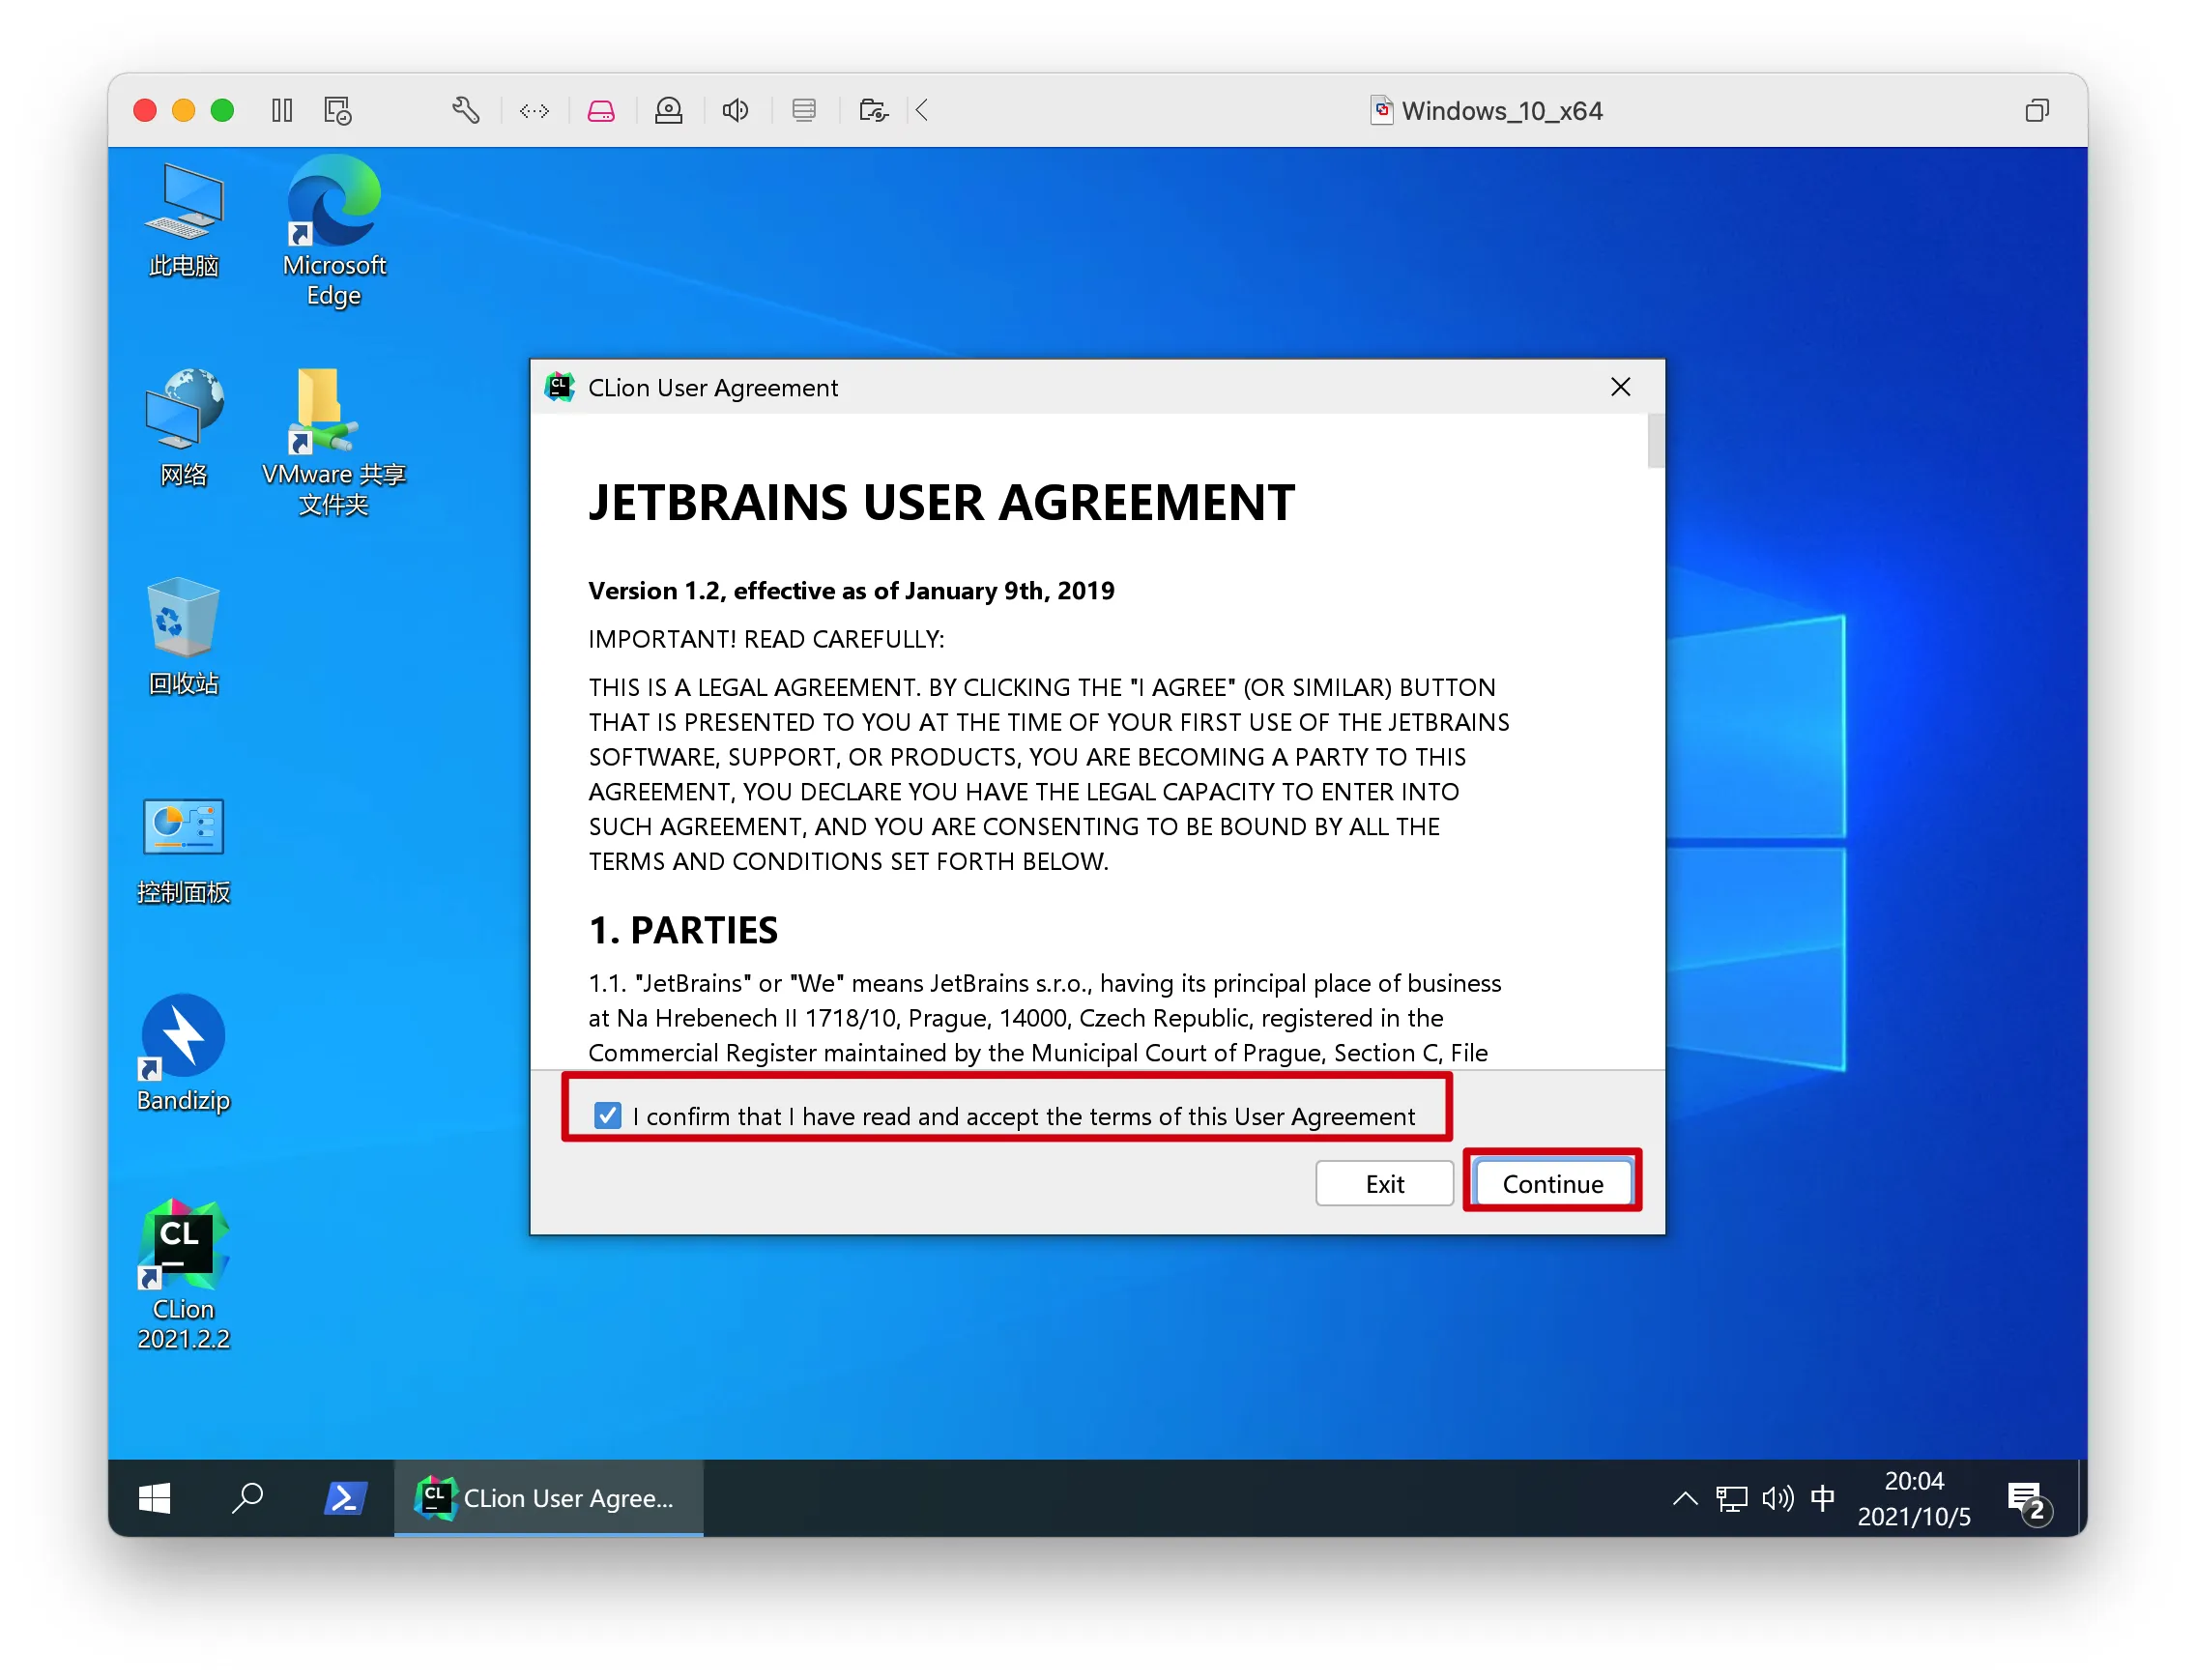 Windows_10_x64
此电脑
Microsoft
Edge
网络
VMware 共享
文件夹
回收站
控制面板
Bandizip
CL
CLion
2021.2.2
CL
CLion User Agreement
JETBRAINS USER AGREEMENT
Version 1.2, effective as of January 9th, 2019
IMPORTANT! READ CAREFULLY:
THIS IS A LEGAL AGREEMENT. BY CLICKING THE "I AGREE" (OR SIMILAR) BUTTON
THAT IS PRESENTED TO YOU AT THE TIME OF YOUR FIRST USE OF THE JETBRAINS
SOFTWARE, SUPPORT, OR PRODUCTS, YOU ARE BECOMING A PARTY TO THIS
AGREEMENT, YOU DECLARE YOU HAVE THE LEGAL CAPACITY TO ENTER INTO
SUCH AGREEMENT, AND YOU ARE CONSENTING TO BE BOUND BY ALL THE
TERMS AND CONDITIONS SET FORTH BELOW.
1. PARTIES
1.1. "JetBrains" or "We" means JetBrains s.r.o., having its principal place of business
at Na Hrebenech II 1718/10, Prague, 14000, Czech Republic, registered in the
Commercial Register maintained by the Municipal Court of Prague, Section C, File
I confirm that I have read and accept the terms of this User Agreement
Exit
Continue
CL
CLion User Agree...
中
20:04
2021/10/5
2